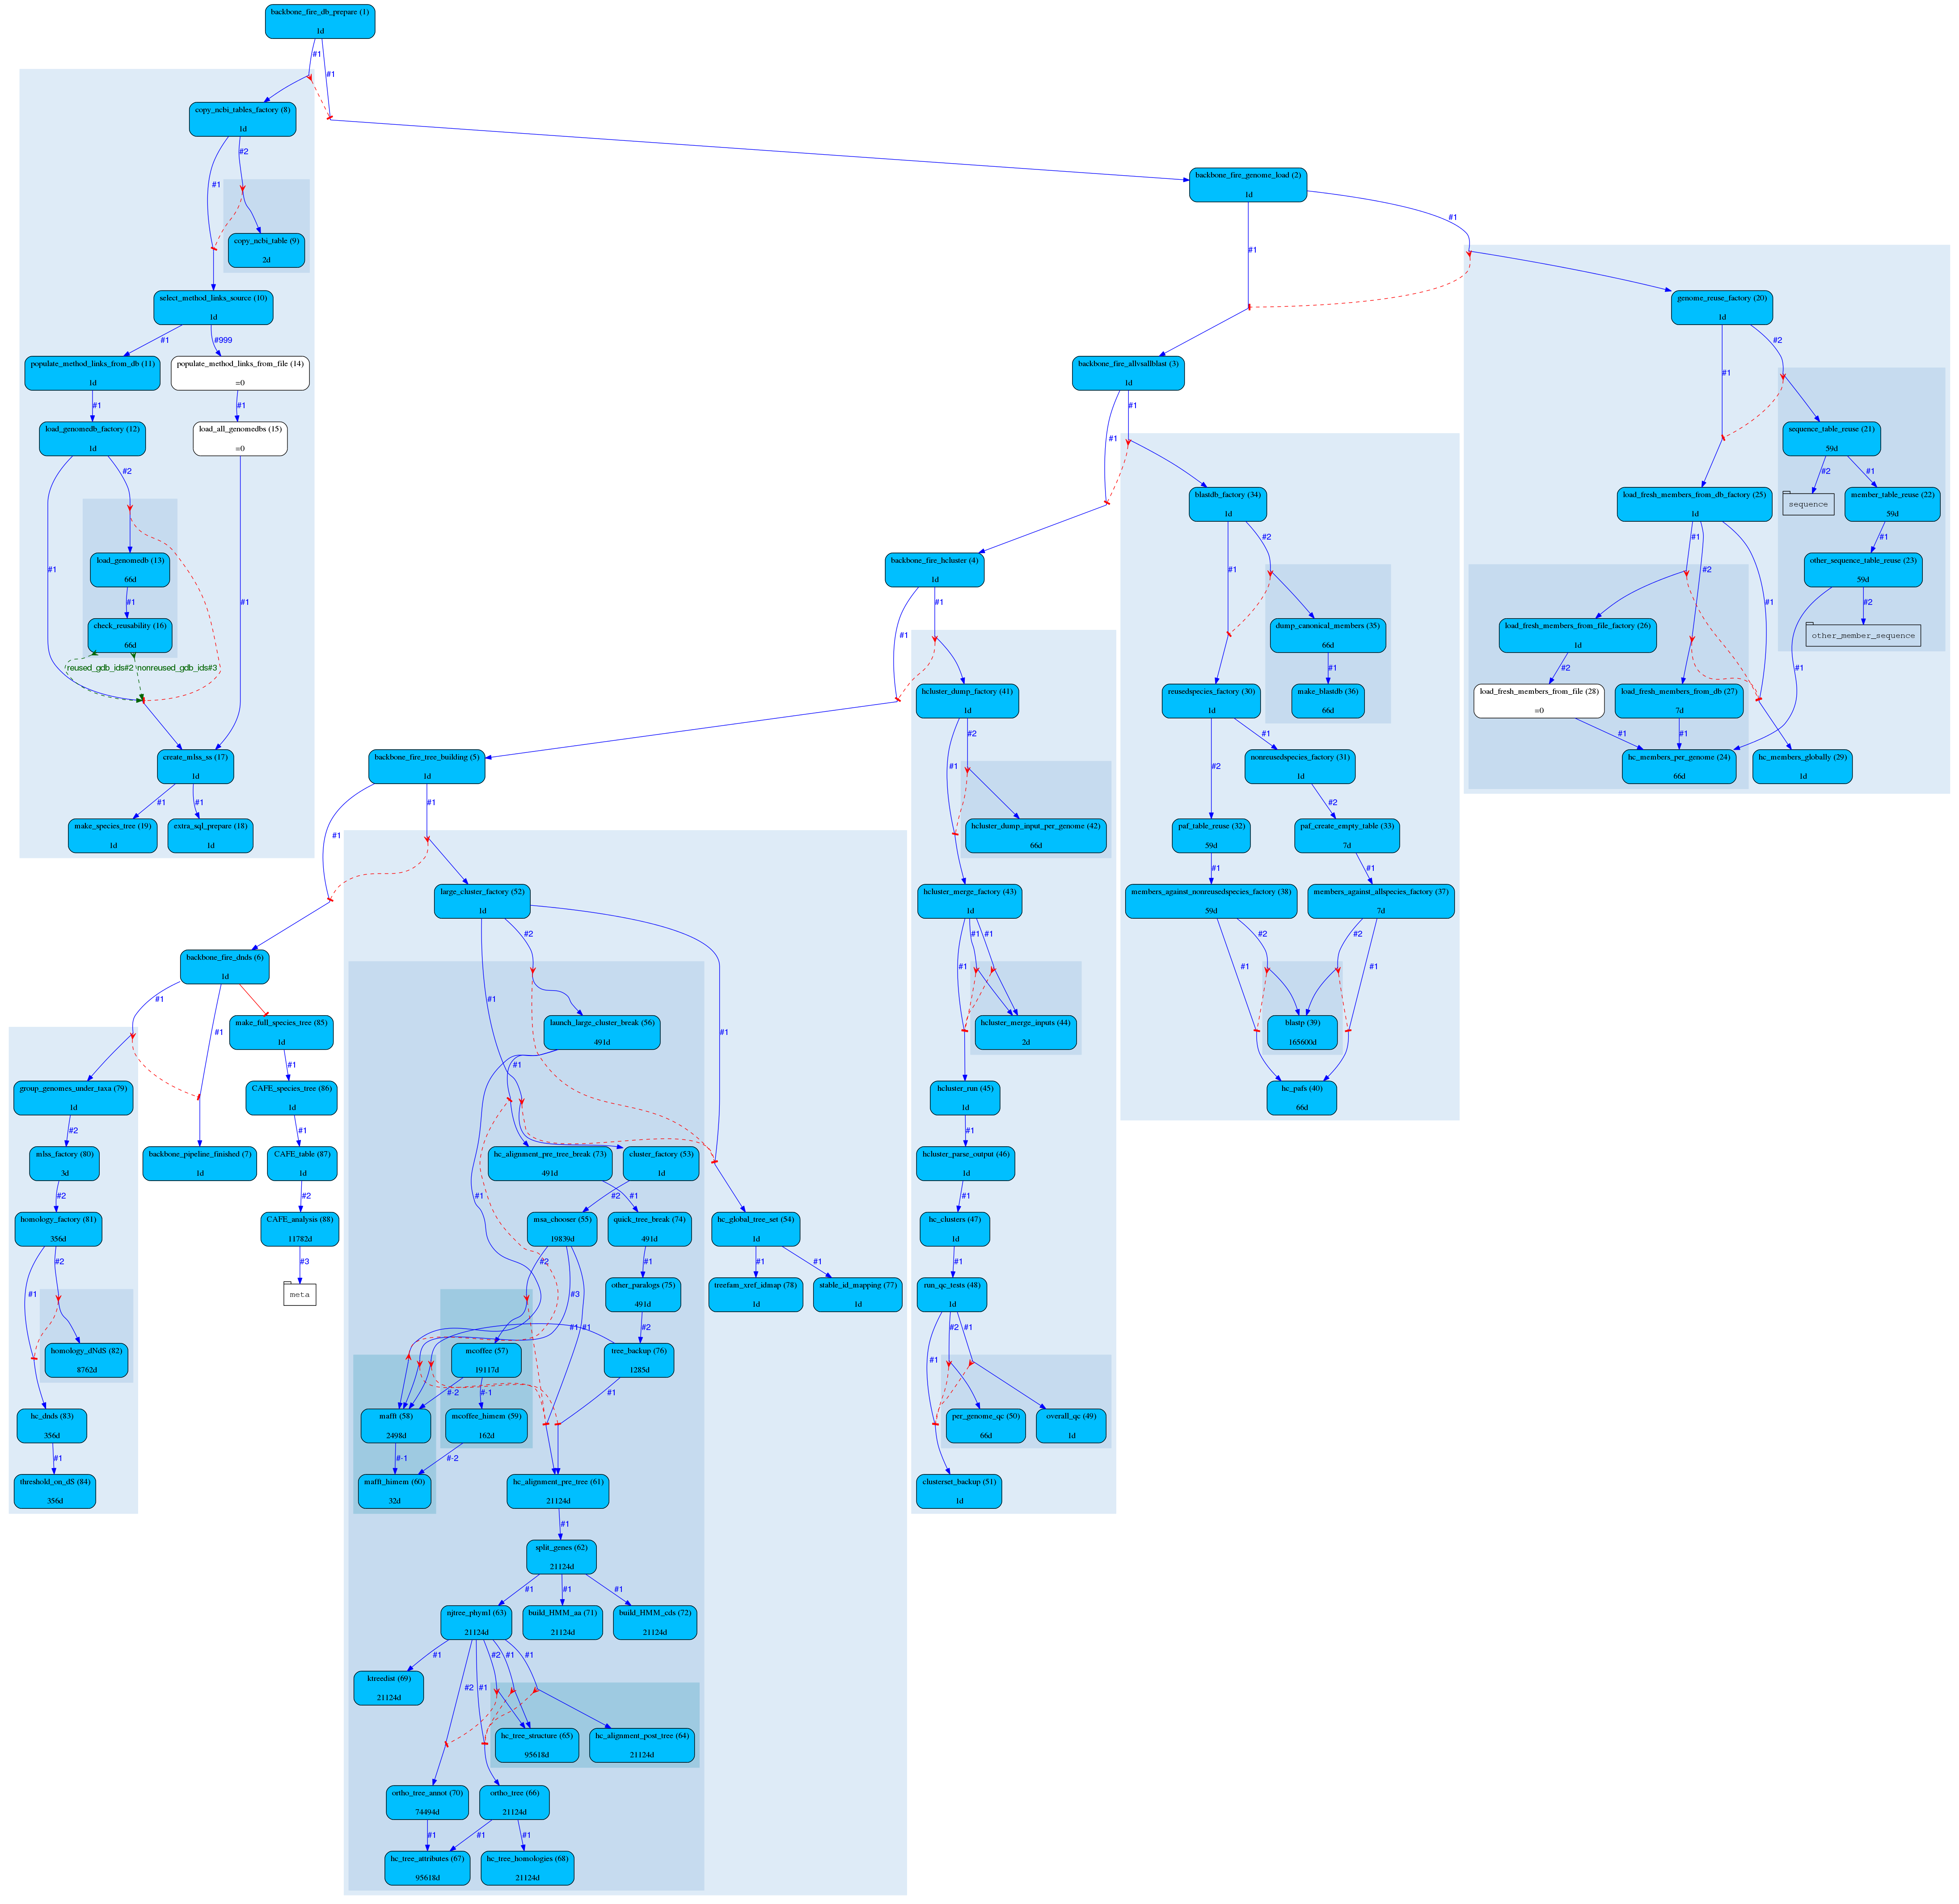 backbone_fire_db_prepare (1)
1d
#1
#1
copy_ncbi_tables_factory (8)
1d
#2
#1
copy_ncbi_table (9)
2d
select_method_links_source (10)
1d
#1
#999
populate_method_links_from_db (11)
1d
populate_method_links_from_file (14)
=0
#1
#1
load_genomedb_factory (12)
1d
load_all_genomedbs (15)
=0
#2
#1
#1
load_genomedb (13)
66d
#1
check_reusability (16)
66d
reused_gdb_ids#2
nonreused_gdb_ids#3
create_mlss_ss (17)
1d
#1
#1
make_species_tree (19)
1d
extra_sql_prepare (18)
1d
backbone_fire_genome_load (2)
1d
#1
#1
genome_reuse_factory (20)
1d
#2
#1
sequence_table_reuse (21)
59d
#2
#1
sequence
member_table_reuse (22)
59d
#1
other_sequence_table_reuse (23)
59d
#2
#1
other_member_sequence
load_fresh_members_from_db_factory (25)
1d
#1
#2
#1
load_fresh_members_from_file_factory (26)
1d
#2
load_fresh_members_from_file (28)
=0
load_fresh_members_from_db (27)
7d
#1
#1
hc_members_per_genome (24)
66d
hc_members_globally (29)
1d
backbone_fire_allvsallblast (3)
1d
#1
#1
blastdb_factory (34)
1d
#2
#1
dump_canonical_members (35)
66d
#1
make_blastdb (36)
66d
reusedspecies_factory (30)
1d
#1
#2
nonreusedspecies_factory (31)
1d
#2
paf_table_reuse (32)
59d
paf_create_empty_table (33)
7d
#1
#1
members_against_nonreusedspecies_factory (38)
59d
members_against_allspecies_factory (37)
7d
#2
#2
#1
#1
blastp (39)
165600d
hc_pafs (40)
66d
backbone_fire_hcluster (4)
1d
#1
#1
hcluster_dump_factory (41)
1d
#2
#1
hcluster_dump_input_per_genome (42)
66d
hcluster_merge_factory (43)
1d
#1
#1
#1
hcluster_merge_inputs (44)
2d
hcluster_run (45)
1d
#1
hcluster_parse_output (46)
1d
#1
hc_clusters (47)
1d
#1
run_qc_tests (48)
1d
#2
#1
#1
per_genome_qc (50)
66d
overall_qc (49)
1d
clusterset_backup (51)
1d
backbone_fire_tree_building (5)
1d
#1
#1
large_cluster_factory (52)
1d
#2
#1
#1
launch_large_cluster_break (56)
491d
#1
#1
hc_alignment_pre_tree_break (73)
491d
cluster_factory (53)
1d
#2
#1
msa_chooser (55)
19839d
quick_tree_break (74)
491d
hc_global_tree_set (54)
1d
#1
#1
treefam_xref_idmap (78)
1d
stable_id_mapping (77)
1d
#2
#3
#1
#1
#1
other_paralogs (75)
491d
#2
tree_backup (76)
1285d
#1
mcoffee (57)
19117d
#-2
#-1
mafft (58)
2498d
mcoffee_himem (59)
162d
#-1
#-2
mafft_himem (60)
32d
hc_alignment_pre_tree (61)
21124d
#1
split_genes (62)
21124d
#1
#1
#1
njtree_phyml (63)
21124d
build_HMM_aa (71)
21124d
build_HMM_cds (72)
21124d
#1
#2
#1
#1
#2
#1
ktreedist (69)
21124d
hc_tree_structure (65)
95618d
hc_alignment_post_tree (64)
21124d
ortho_tree_annot (70)
74494d
ortho_tree (66)
21124d
#1
#1
#1
hc_tree_attributes (67)
95618d
hc_tree_homologies (68)
21124d
backbone_fire_dnds (6)
1d
#1
#1
make_full_species_tree (85)
1d
#1
group_genomes_under_taxa (79)
1d
CAFE_species_tree (86)
1d
#2
#1
mlss_factory (80)
3d
backbone_pipeline_finished (7)
1d
CAFE_table (87)
1d
#2
#2
homology_factory (81)
356d
CAFE_analysis (88)
11782d
#2
#3
#1
meta
homology_dNdS (82)
8762d
hc_dnds (83)
356d
#1
threshold_on_dS (84)
356d